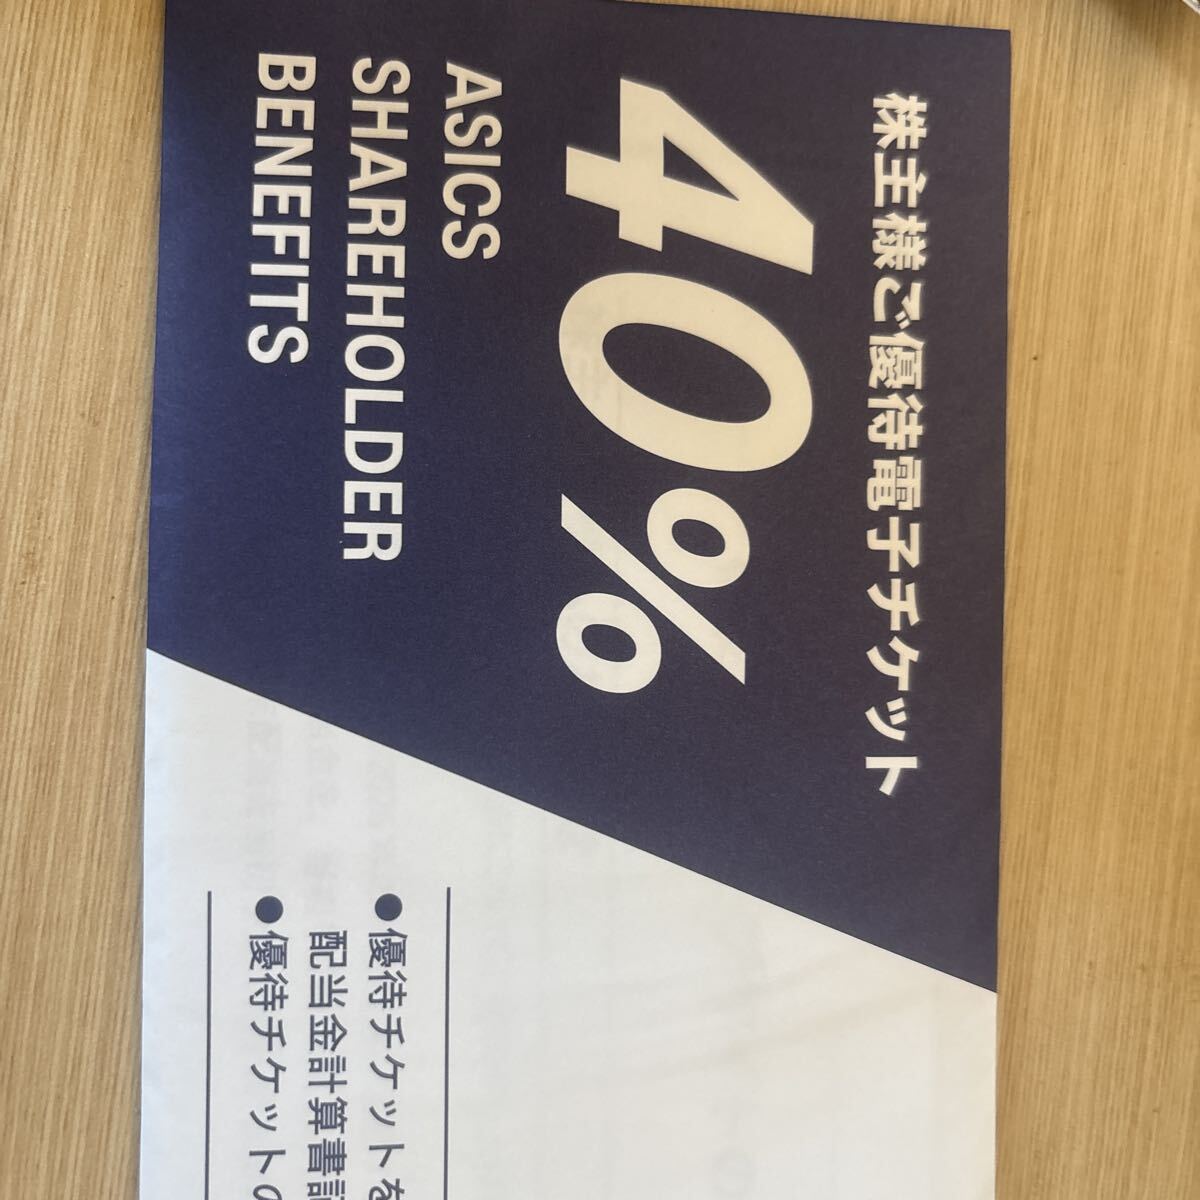 株主様ご優待電子チケット
40%
ASICS
SHAREHOLDER
BENEFITS
●優待チケットを
配当金計算書記
●優待チケットの